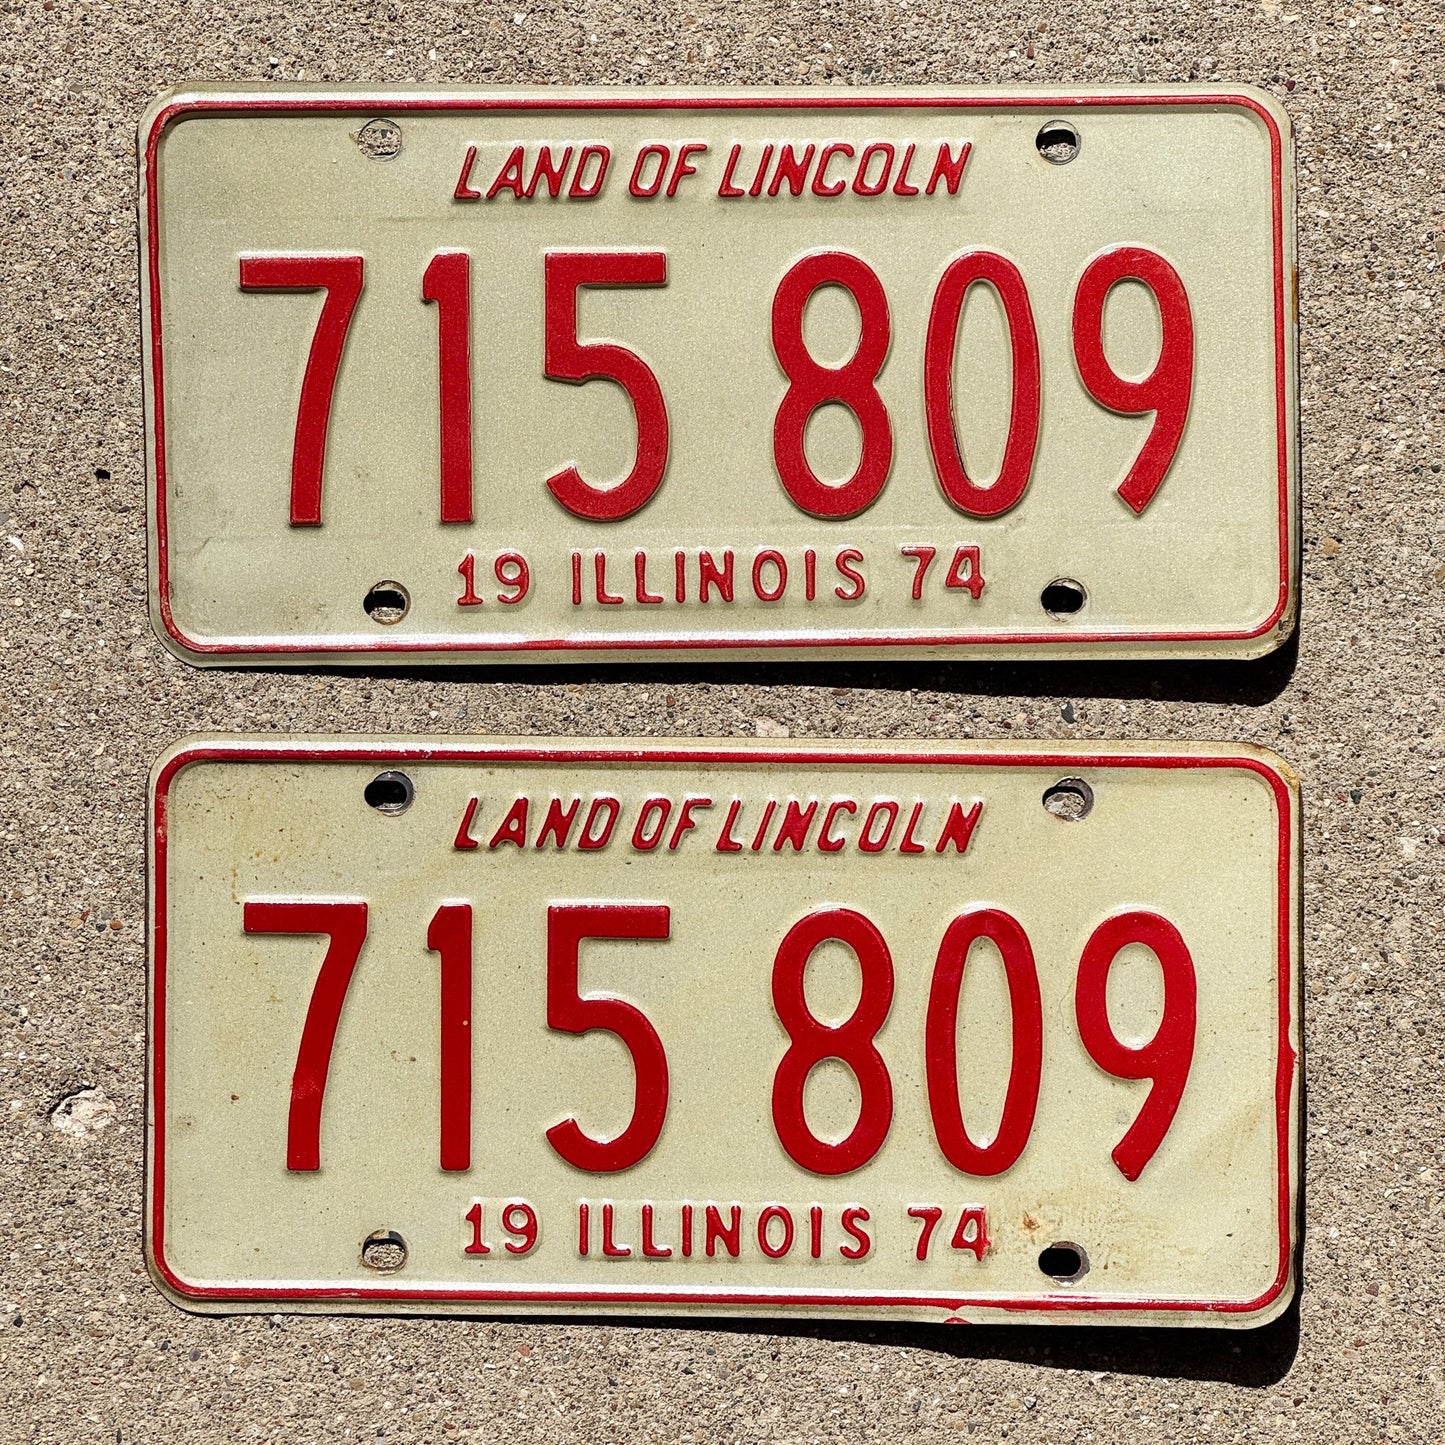 LAND OF LINCOLN
715 809
19 ILLINOIS 74
LAND OF LINCOLN
715 809
19 ILLINOIS 74